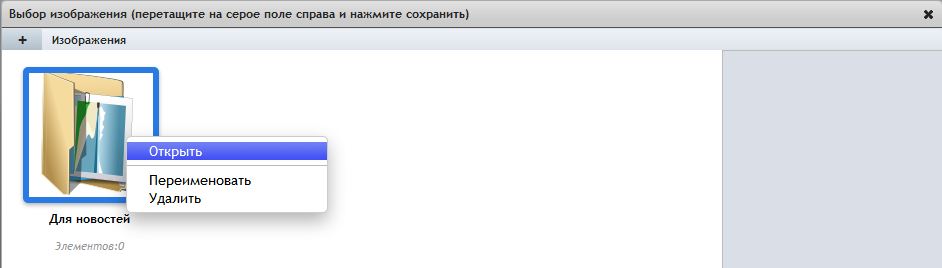 Выбор изображения (перетащите на серое поле справа и нажмите сохранить)
+ Изображения
Открыть
Переименовать
Удалить
Для новостей
Элементов:0